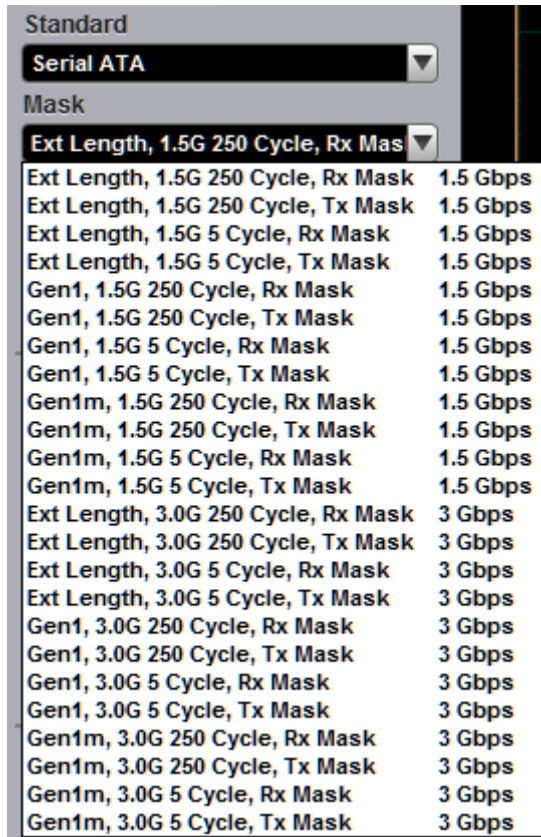 Standard
Serial ATA
Mask
Ext Length, 1.5G 250 Cycle, Rx Mas
Ext Length, 1.5G 250 Cycle, Rx Mask 1.5 Gbps
Ext Length, 1.5G 250 Cycle, Tx Mask 1.5 Gbps
Ext Length, 1.5G 5 Cycle, Rx Mask 1.5 Gbps
Ext Length, 1.5G 5 Cycle, Tx Mask 1.5 Gbps
Gen1, 1.5G 250 Cycle, Rx Mask 1.5 Gbps
Gen1, 1.5G 250 Cycle, Tx Mask 1.5 Gbps
Gen1, 1.5G 5 Cycle, Rx Mask 1.5 Gbps
Gen1, 1.5G 5 Cycle, Tx Mask 1.5 Gbps
Gen1m, 1.5G 250 Cycle, Rx Mask 1.5 Gbps
Gen1m, 1.5G 250 Cycle, Tx Mask 1.5 Gbps
Gen1m, 1.5G 5 Cycle, Rx Mask 1.5 Gbps
Gen1m, 1.5G 5 Cycle, Tx Mask 1.5 Gbps
Ext Length, 3.0G 250 Cycle, Rx Mask 3 Gbps
Ext Length, 3.0G 250 Cycle, Tx Mask 3 Gbps
Ext Length, 3.0G 5 Cycle, Rx Mask 3 Gbps
Ext Length, 3.0G 5 Cycle, Tx Mask 3 Gbps
Gen1, 3.0G 250 Cycle, Rx Mask 3 Gbps
Gen1, 3.0G 250 Cycle, Tx Mask 3 Gbps
Gen1, 3.0G 5 Cycle, Rx Mask 3 Gbps
Gen1, 3.0G 5 Cycle, Tx Mask 3 Gbps
Gen1m, 3.0G 250 Cycle, Rx Mask 3 Gbps
Gen1m, 3.0G 250 Cycle, Tx Mask 3 Gbps
Gen1m, 3.0G 5 Cycle, Rx Mask 3 Gbps
Gen1m, 3.0G 5 Cycle, Tx Mask 3 Gbps